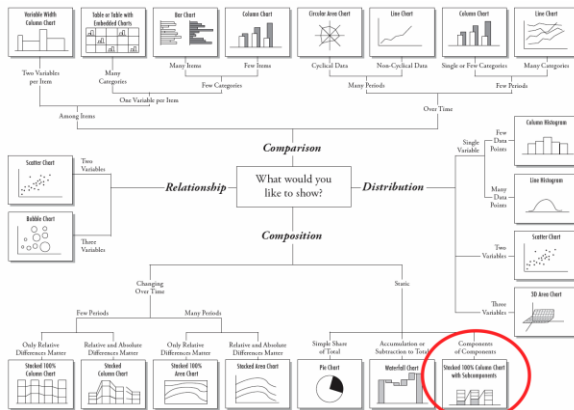 Variable Width
Column Chart
Table or Table with
Embedded Charts
Bar Chart
Column Chart
Circular Area Chart
Line Chart
Column Chart
Line Chart
Two Variables
per Item
Many
Categories
Many Items
Few Items
Cyclical Data
Non-Cyclical Data
Single or Few Categories
Many Categories
Few Categories
Many Periods
Few Periods
One Variable per Item
Among Items
Over Time
Comparison
What would you
like to show?
Relationship
Scatter Chart
Two
Variables
Bubble Chart
Three
Variables
Distribution
Single
Variable
Few
Data
Points
Column Histogram
Many
Data
Points
Line Histogram
Two
Variables
Scatter Chart
Three
Variables
3D Area Chart
Composition
Changing
Over Time
Static
Few Periods
Many Periods
Only Relative
Differences Matter
Relative and Absolute
Differences Matter
Only Relative
Differences Matter
Relative and Absolute
Differences Matter
Simple Share
of Total
Accumulation or
Subtraction to Total
Components
of Components
Stacked 100%
Column Chart
Stacked
Column Chart
Stacked 100%
Area Chart
Stacked Area Chart
Pie Chart
Waterfall Chart
Stacked 100% Column Chart
with Subcomponents